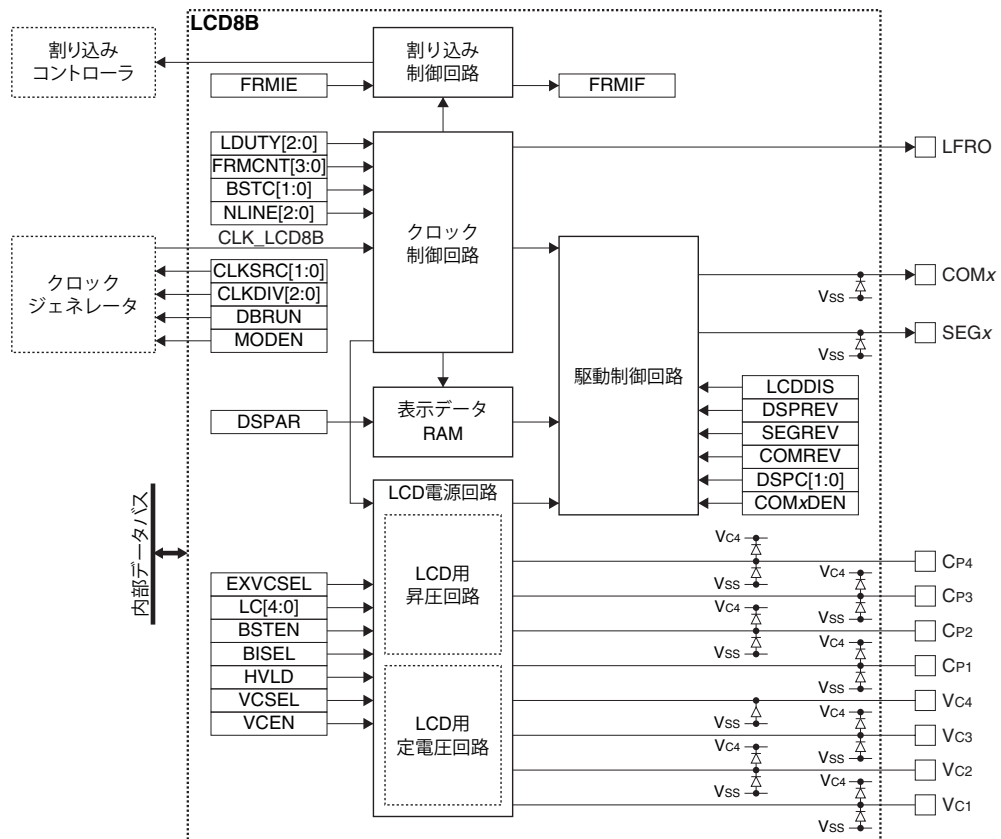 LCD8B
割り込み
コントローラ
割り込み
制御回路
FRMIE
FRMIF
LDUTY[2:0]
FRMCNT[3:0]
BSTC[1:0]
NLINE[2:0]
CLK_LCD8B
クロック
制御回路
LFRO
クロック
ジェネレータ
CLKSRC[1:0]
CLKDIV[2:0]
DBRUN
MODEN
COMx
VSS
SEGx
VSS
駆動制御回路
LCDDIS
DSPREV
SEGREV
COMREV
DSPC[1:0]
COMxDEN
DSPAR
表示データ
RAM
内部データバス
LCD電源回路
LCD用
昇圧回路
LCD用
定電圧回路
EXVCSEL
LC[4:0]
BSTEN
BISEL
HVLD
VCSEL
VCEN
VC4
CP4
VSS
VC4
CP3
VC4
VSS
CP2
VSS
VC4
CP1
VSS
VC4
VSS
VC4
VC3
VC4
VSS
VC2
VSS
VC4
VC1
VSS